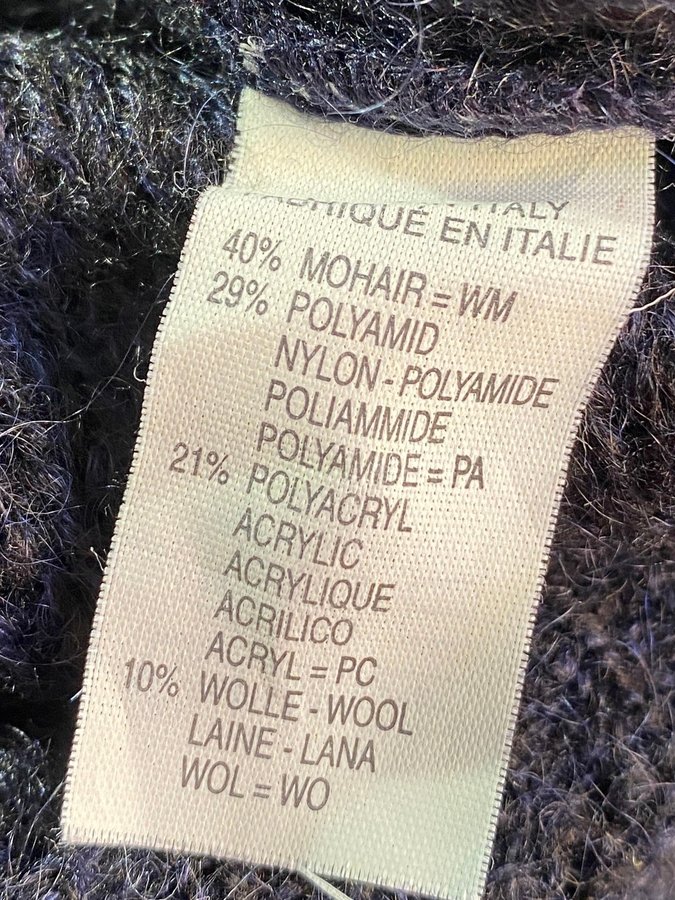 ITALY
FABRIQUÉ EN ITALIE
40% MOHAIR = WM
29% POLYAMID
NYLON - POLYAMIDE
POLIAMMIDE
POLYAMIDE = PA
21% POLYACRYL
ACRYLIC
ACRYLIQUE
ACRILICO
ACRYL = PC
10% WOLLE - WOOL
LAINE - LANA
WOL = WO